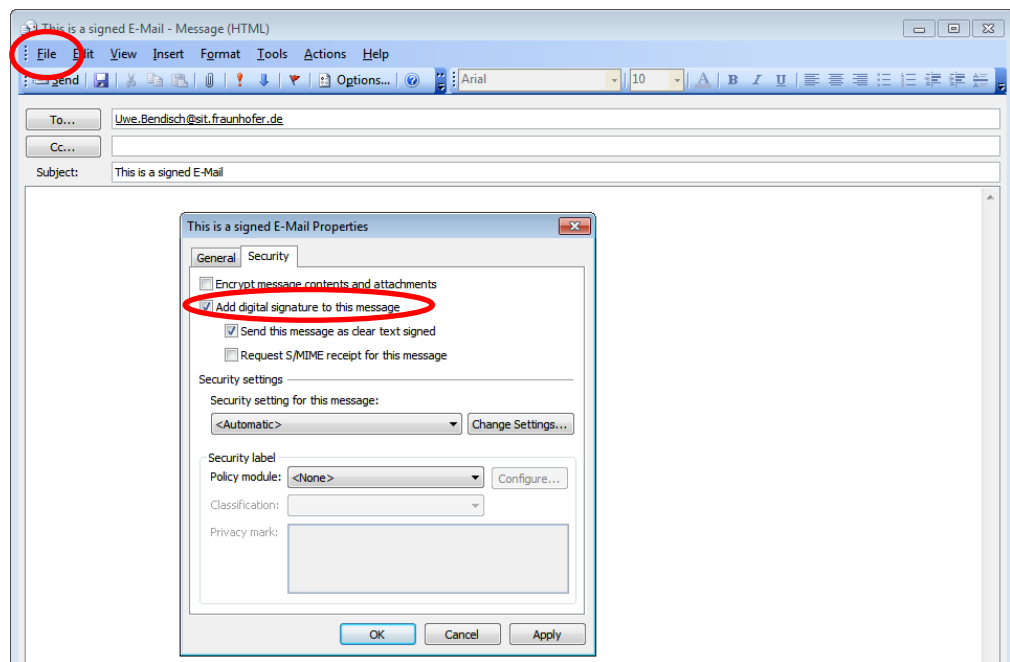 This is a signed E-Mail - Message (HTML)
File Edit View Insert Format Tools Actions Help
Send Options... Arial 10 A B I U
To... Uwe.Bendisch@sit.fraunhofer.de
Cc...
Subject: This is a signed E-Mail
This is a signed E-Mail Properties
General Security
Encrypt message contents and attachments
Add digital signature to this message
Send this message as clear text signed
Request S/MIME receipt for this message
Security settings
Security setting for this message:
<Automatic> Change Settings...
Security label
Policy module: <None> Configure...
Classification:
Privacy mark:
OK Cancel Apply